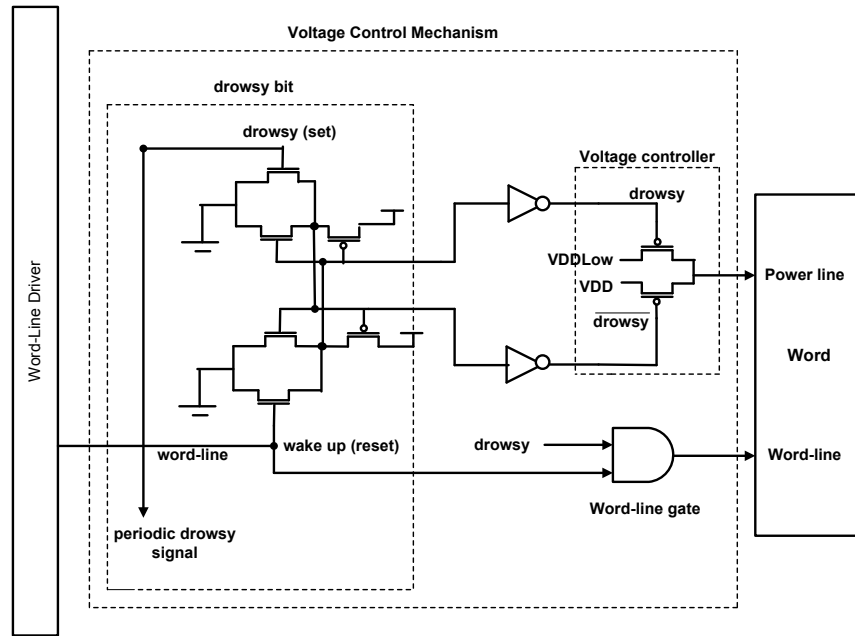 Voltage Control Mechanism
drowsy bit
drowsy (set)
Voltage controller
drowsy
VDDLow
VDD
drowsy
Power line
Word
Word-Line Driver
word-line
wake up (reset)
drowsy
Word-line
Word-line gate
periodic drowsy
signal